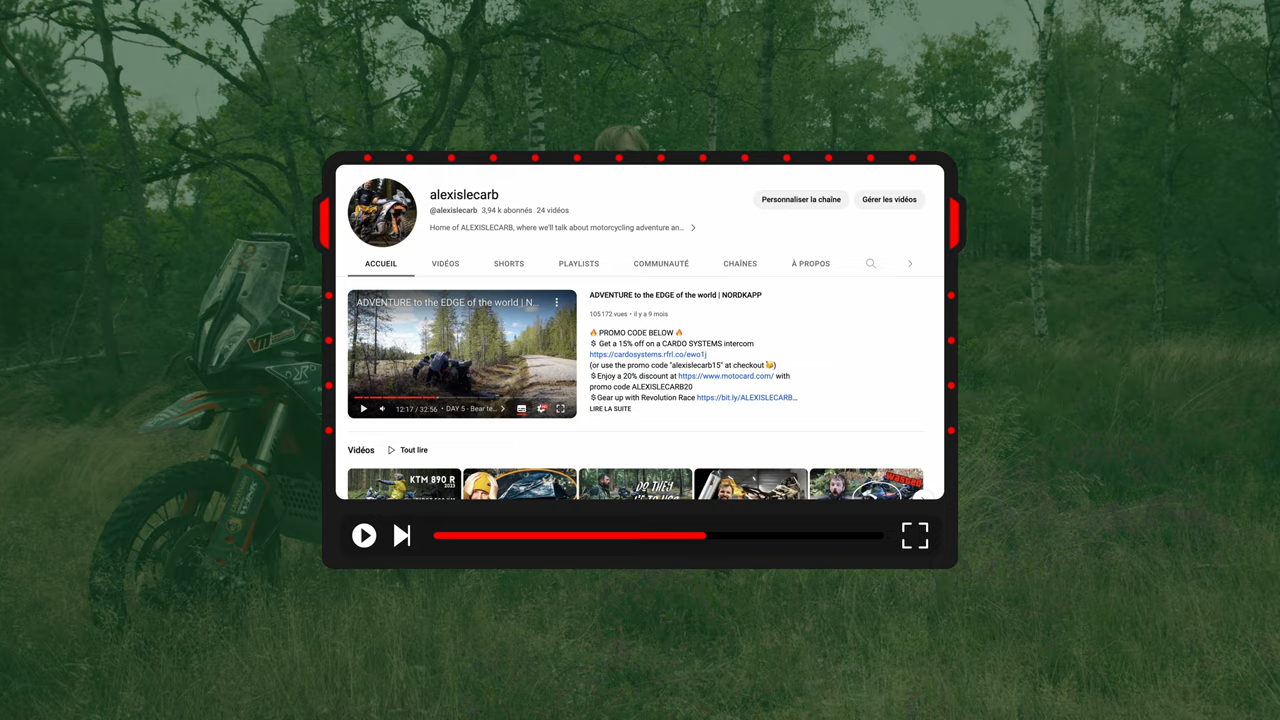 alexislecarb
@alexislecarb 3,94 k abonnés 24 vidéos
Home of ALEXISLECARB, where we'll talk about motorcycling adventure an...
Personnaliser la chaîne
Gérer les vidéos
ACCUEIL VIDÉOS SHORTS PLAYLISTS COMMUNAUTÉ CHAÎNES À PROPOS
ADVENTURE to the EDGE of the world | N...
12:17 / 32:56 • DAY 5 - Bear te...
ADVENTURE to the EDGE of the world | NORDKAPP
105 172 vues • il y a 9 mois
🔥 PROMO CODE BELOW 🔥
$ Get a 15% off on a CARDO SYSTEMS intercom
https://cardosystems.rfrl.co/ewo1j
(or use the promo code "alexislecarb15" at checkout 😘)
$Enjoy a 20% discount at https://www.motocard.com/ with
promo code ALEXISLECARB20
$Gear up with Revolution Race https://bit.ly/ALEXISLECARB...
LIRE LA SUITE
Vidéos Tout lire
KTM 890 R
2023
DO THEY
wasted